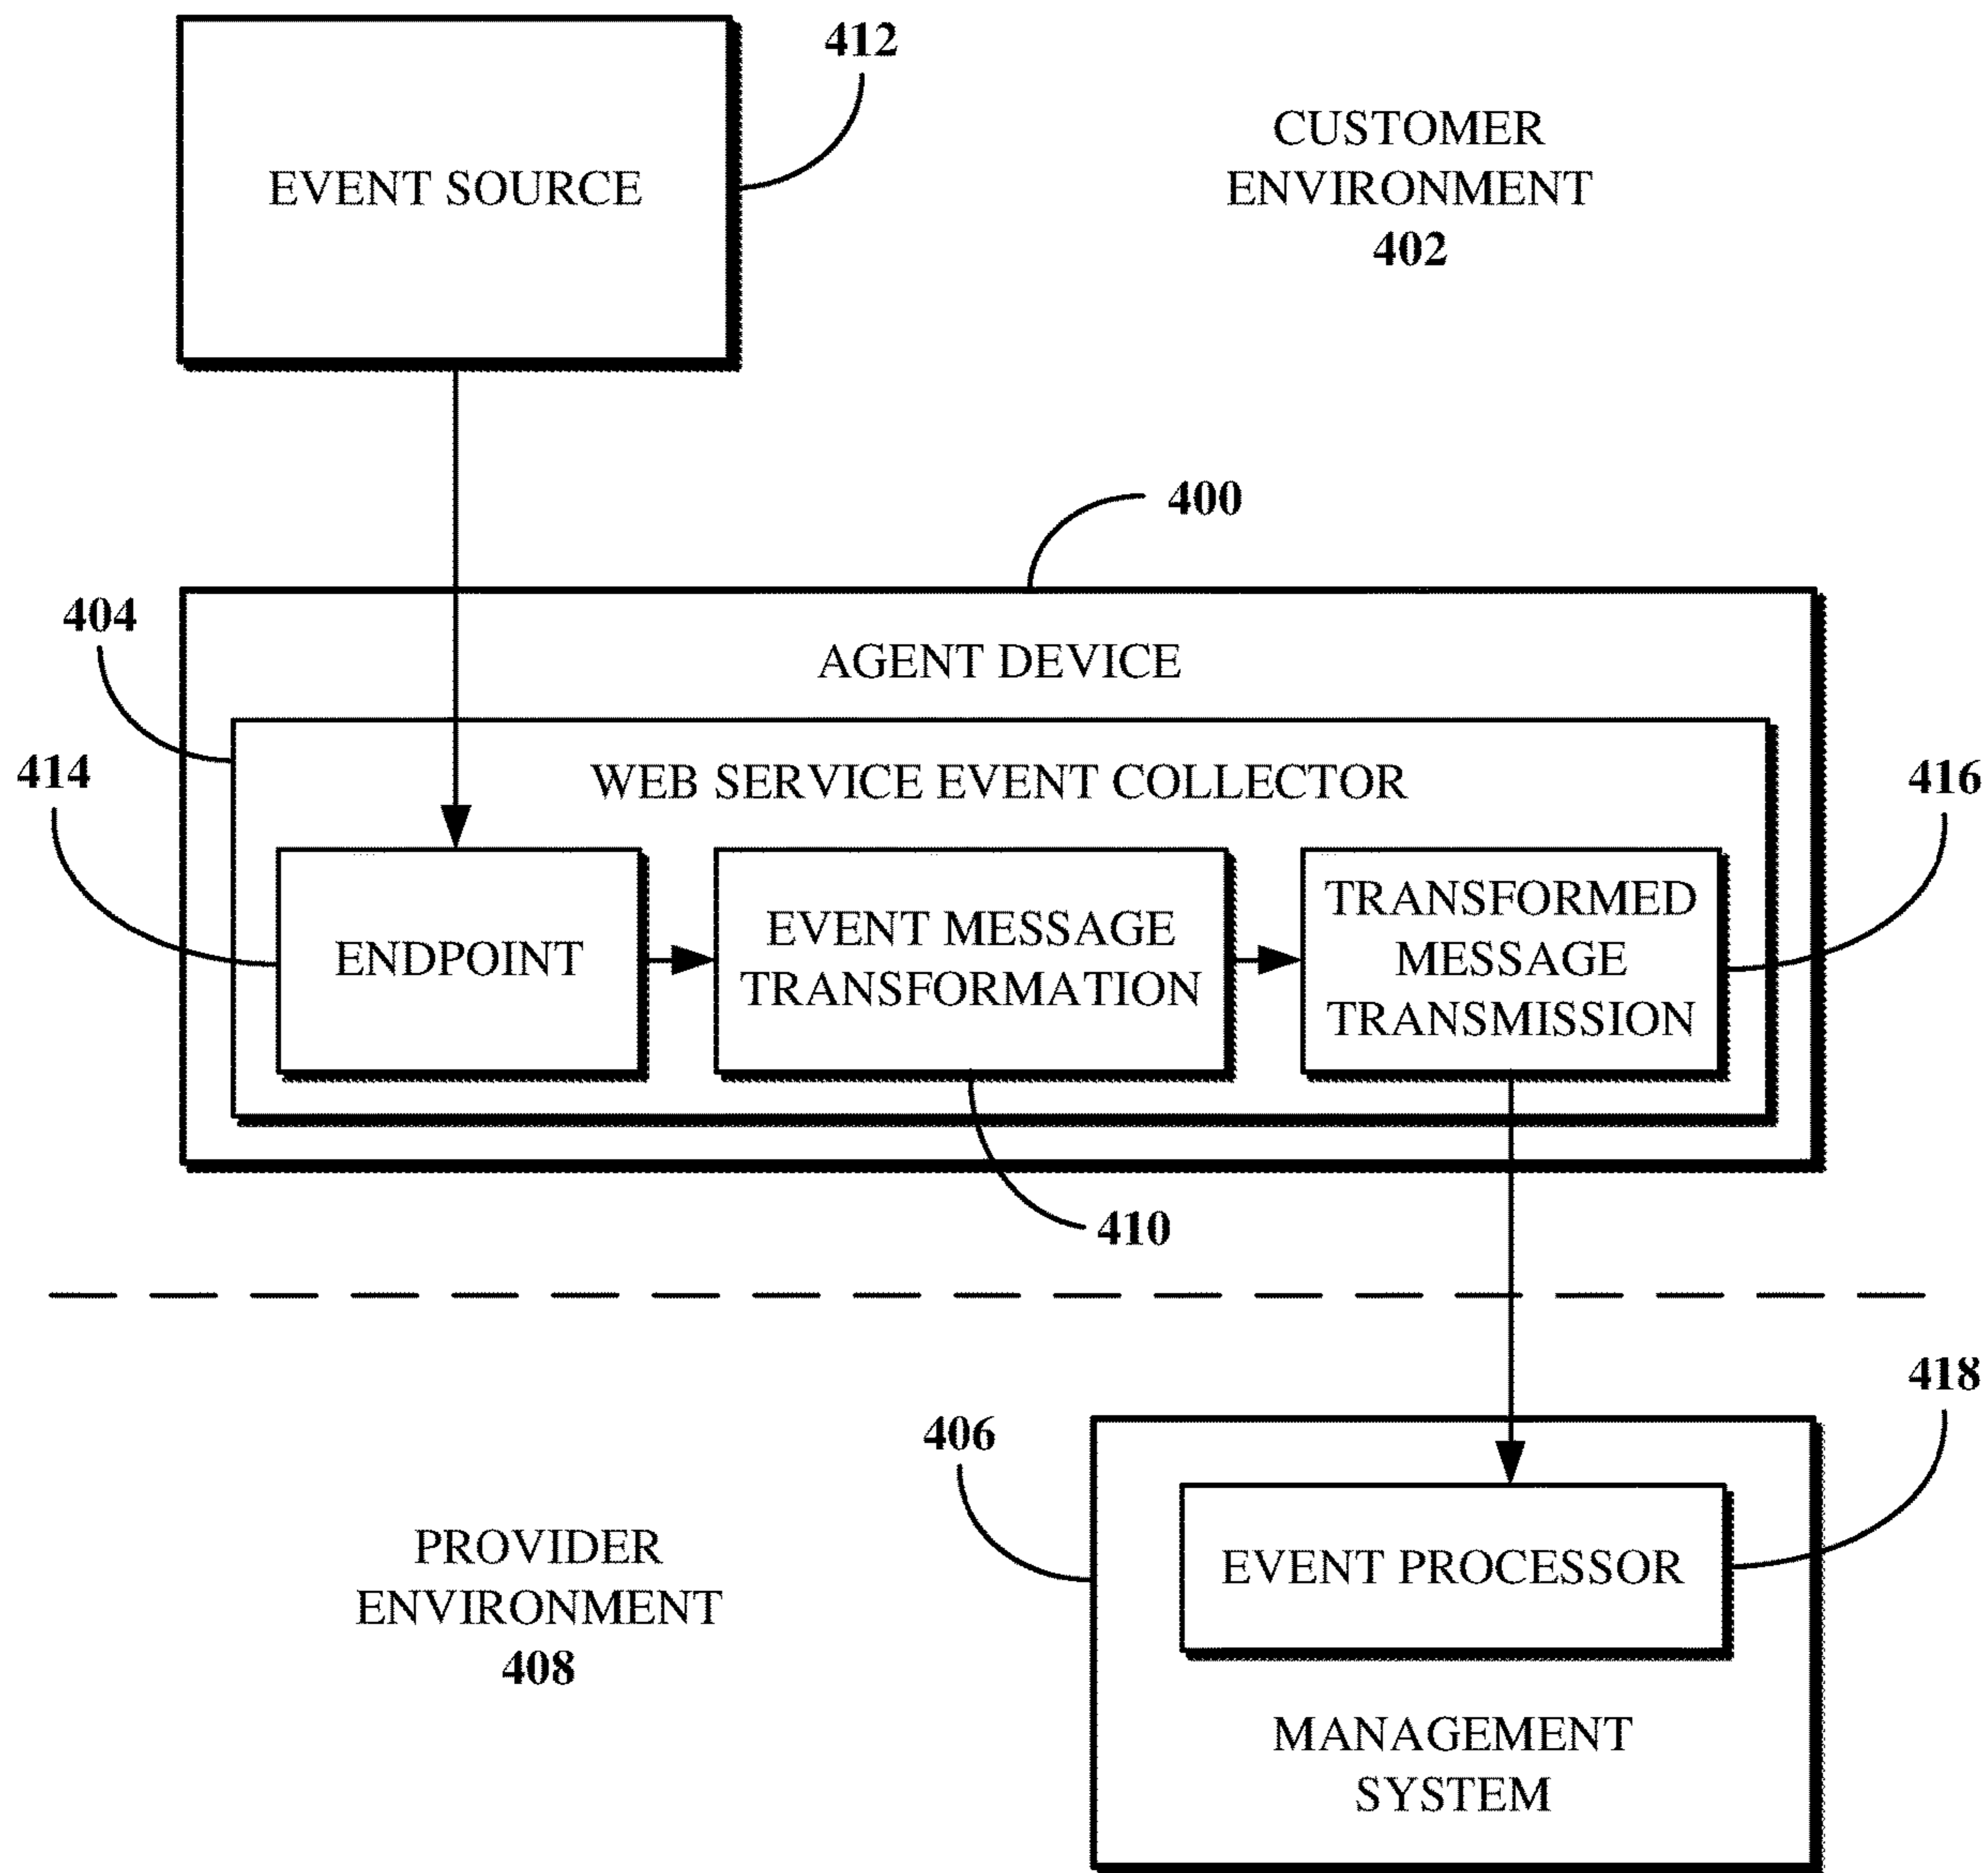 412
EVENT SOURCE
CUSTOMER
ENVIRONMENT
402
400
404
AGENT DEVICE
414
WEB SERVICE EVENT COLLECTOR
416
ENDPOINT
EVENT MESSAGE
TRANSFORMATION
TRANSFORMED
MESSAGE
TRANSMISSION
410
418
406
PROVIDER
ENVIRONMENT
408
EVENT PROCESSOR
MANAGEMENT
SYSTEM